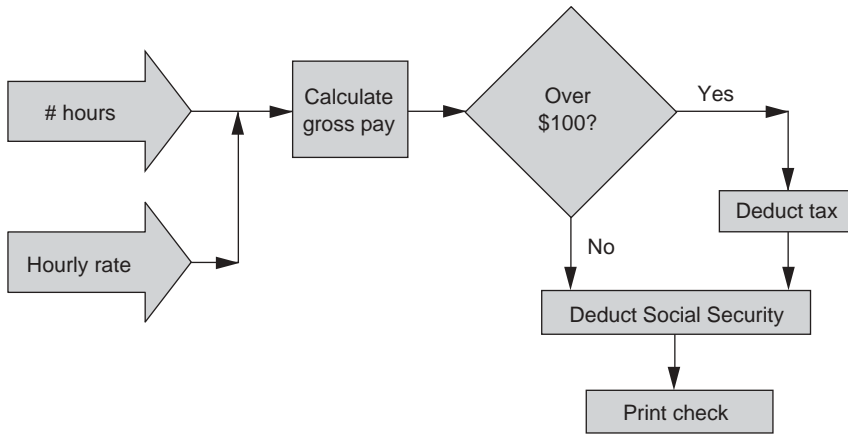 # hours
Hourly rate
Calculate
gross pay
Over
$100?
Yes
No
Deduct tax
Deduct Social Security
Print check